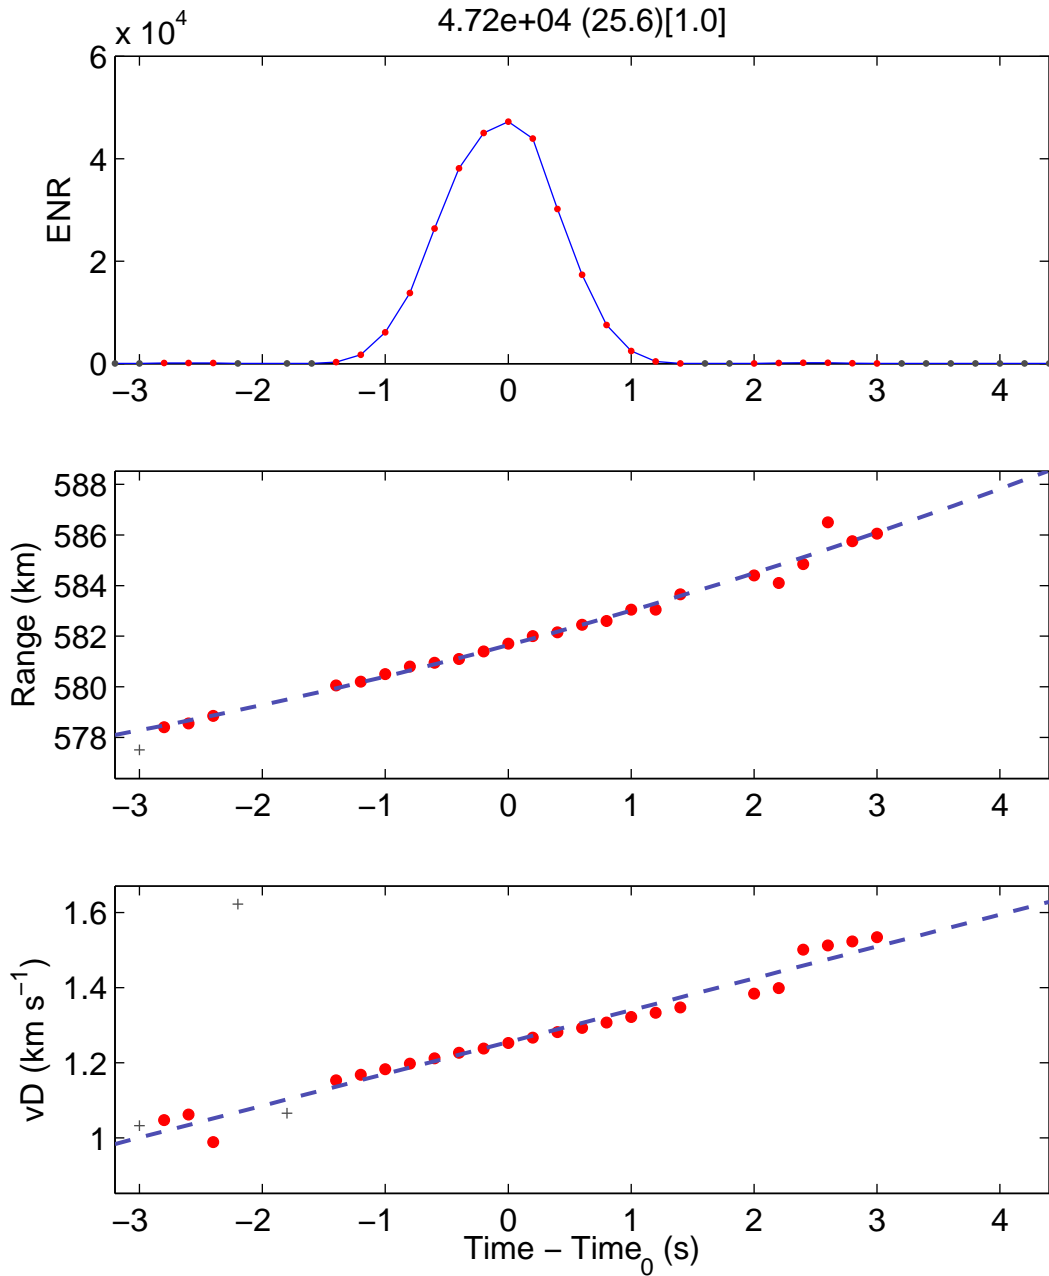 4.72e+04 (25.6)[1.0]
x 10^4
6
4
2
0
ENR
−3 −2 −1 0 1 2 3 4
588
586
584
582
580
578
Range (km)
−3 −2 −1 0 1 2 3 4
1.6
1.4
1.2
1
vD (km s^−1)
−3 −2 −1 0 1 2 3 4
Time − Time_0 (s)